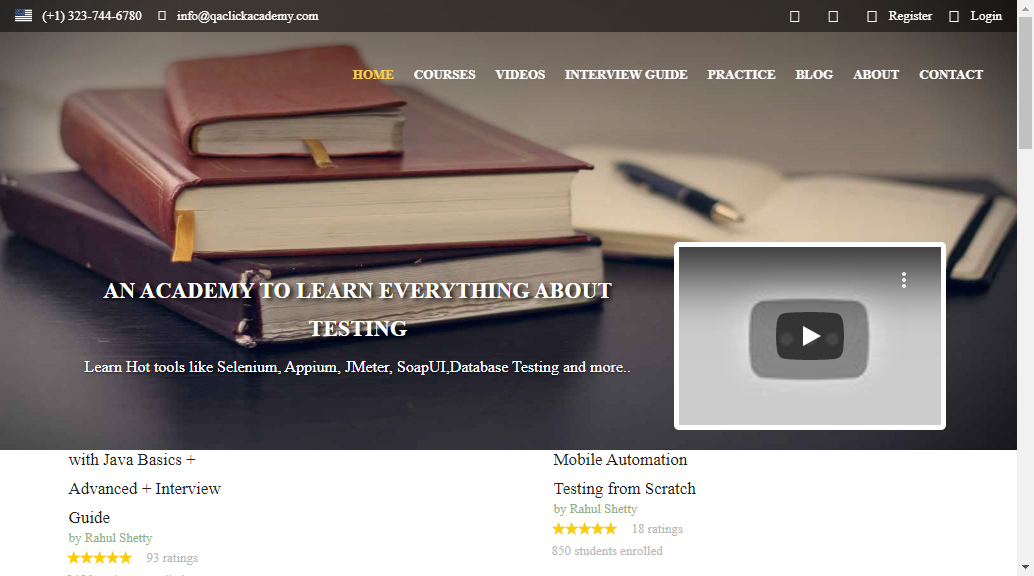 (+1) 323-744-6780 info@qaclickacademy.com Register Login
HOME COURSES VIDEOS INTERVIEW GUIDE PRACTICE BLOG ABOUT CONTACT
AN ACADEMY TO LEARN EVERYTHING ABOUT
TESTING
Learn Hot tools like Selenium, Appium, JMeter, SoapUI,Database Testing and more..
with Java Basics +
Advanced + Interview
Guide
by Rahul Shetty
93 ratings
Mobile Automation
Testing from Scratch
by Rahul Shetty
18 ratings
850 students enrolled